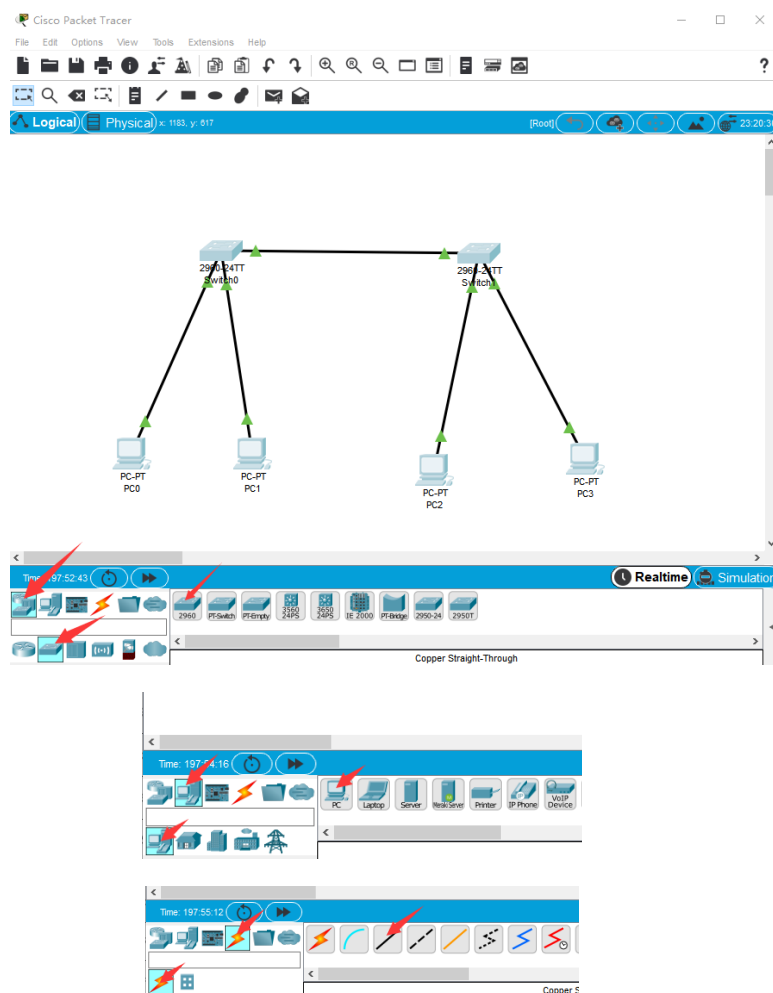 Cisco Packet Tracer
File Edit Options View Tools Extensions Help
?
Logical Physical x: 1183, y: 617 [Root] 23:20:30
2960-24TT
Switch0
2960-24TT
Switch1
PC-PT
PC0
PC-PT
PC1
PC-PT
PC2
PC-PT
PC3
Time: 197:52:43 Realtime Simulation
2960 PT-Switch PT-Empty 3560 24PS 3650 24PS IE 2000 PT-Bridge 2950-24 2950T
Copper Straight-Through
Time: 197:54:16
PC Laptop Server Meraki Server Printer IP Phone VoIP Device
Time: 197:55:12
Copper S